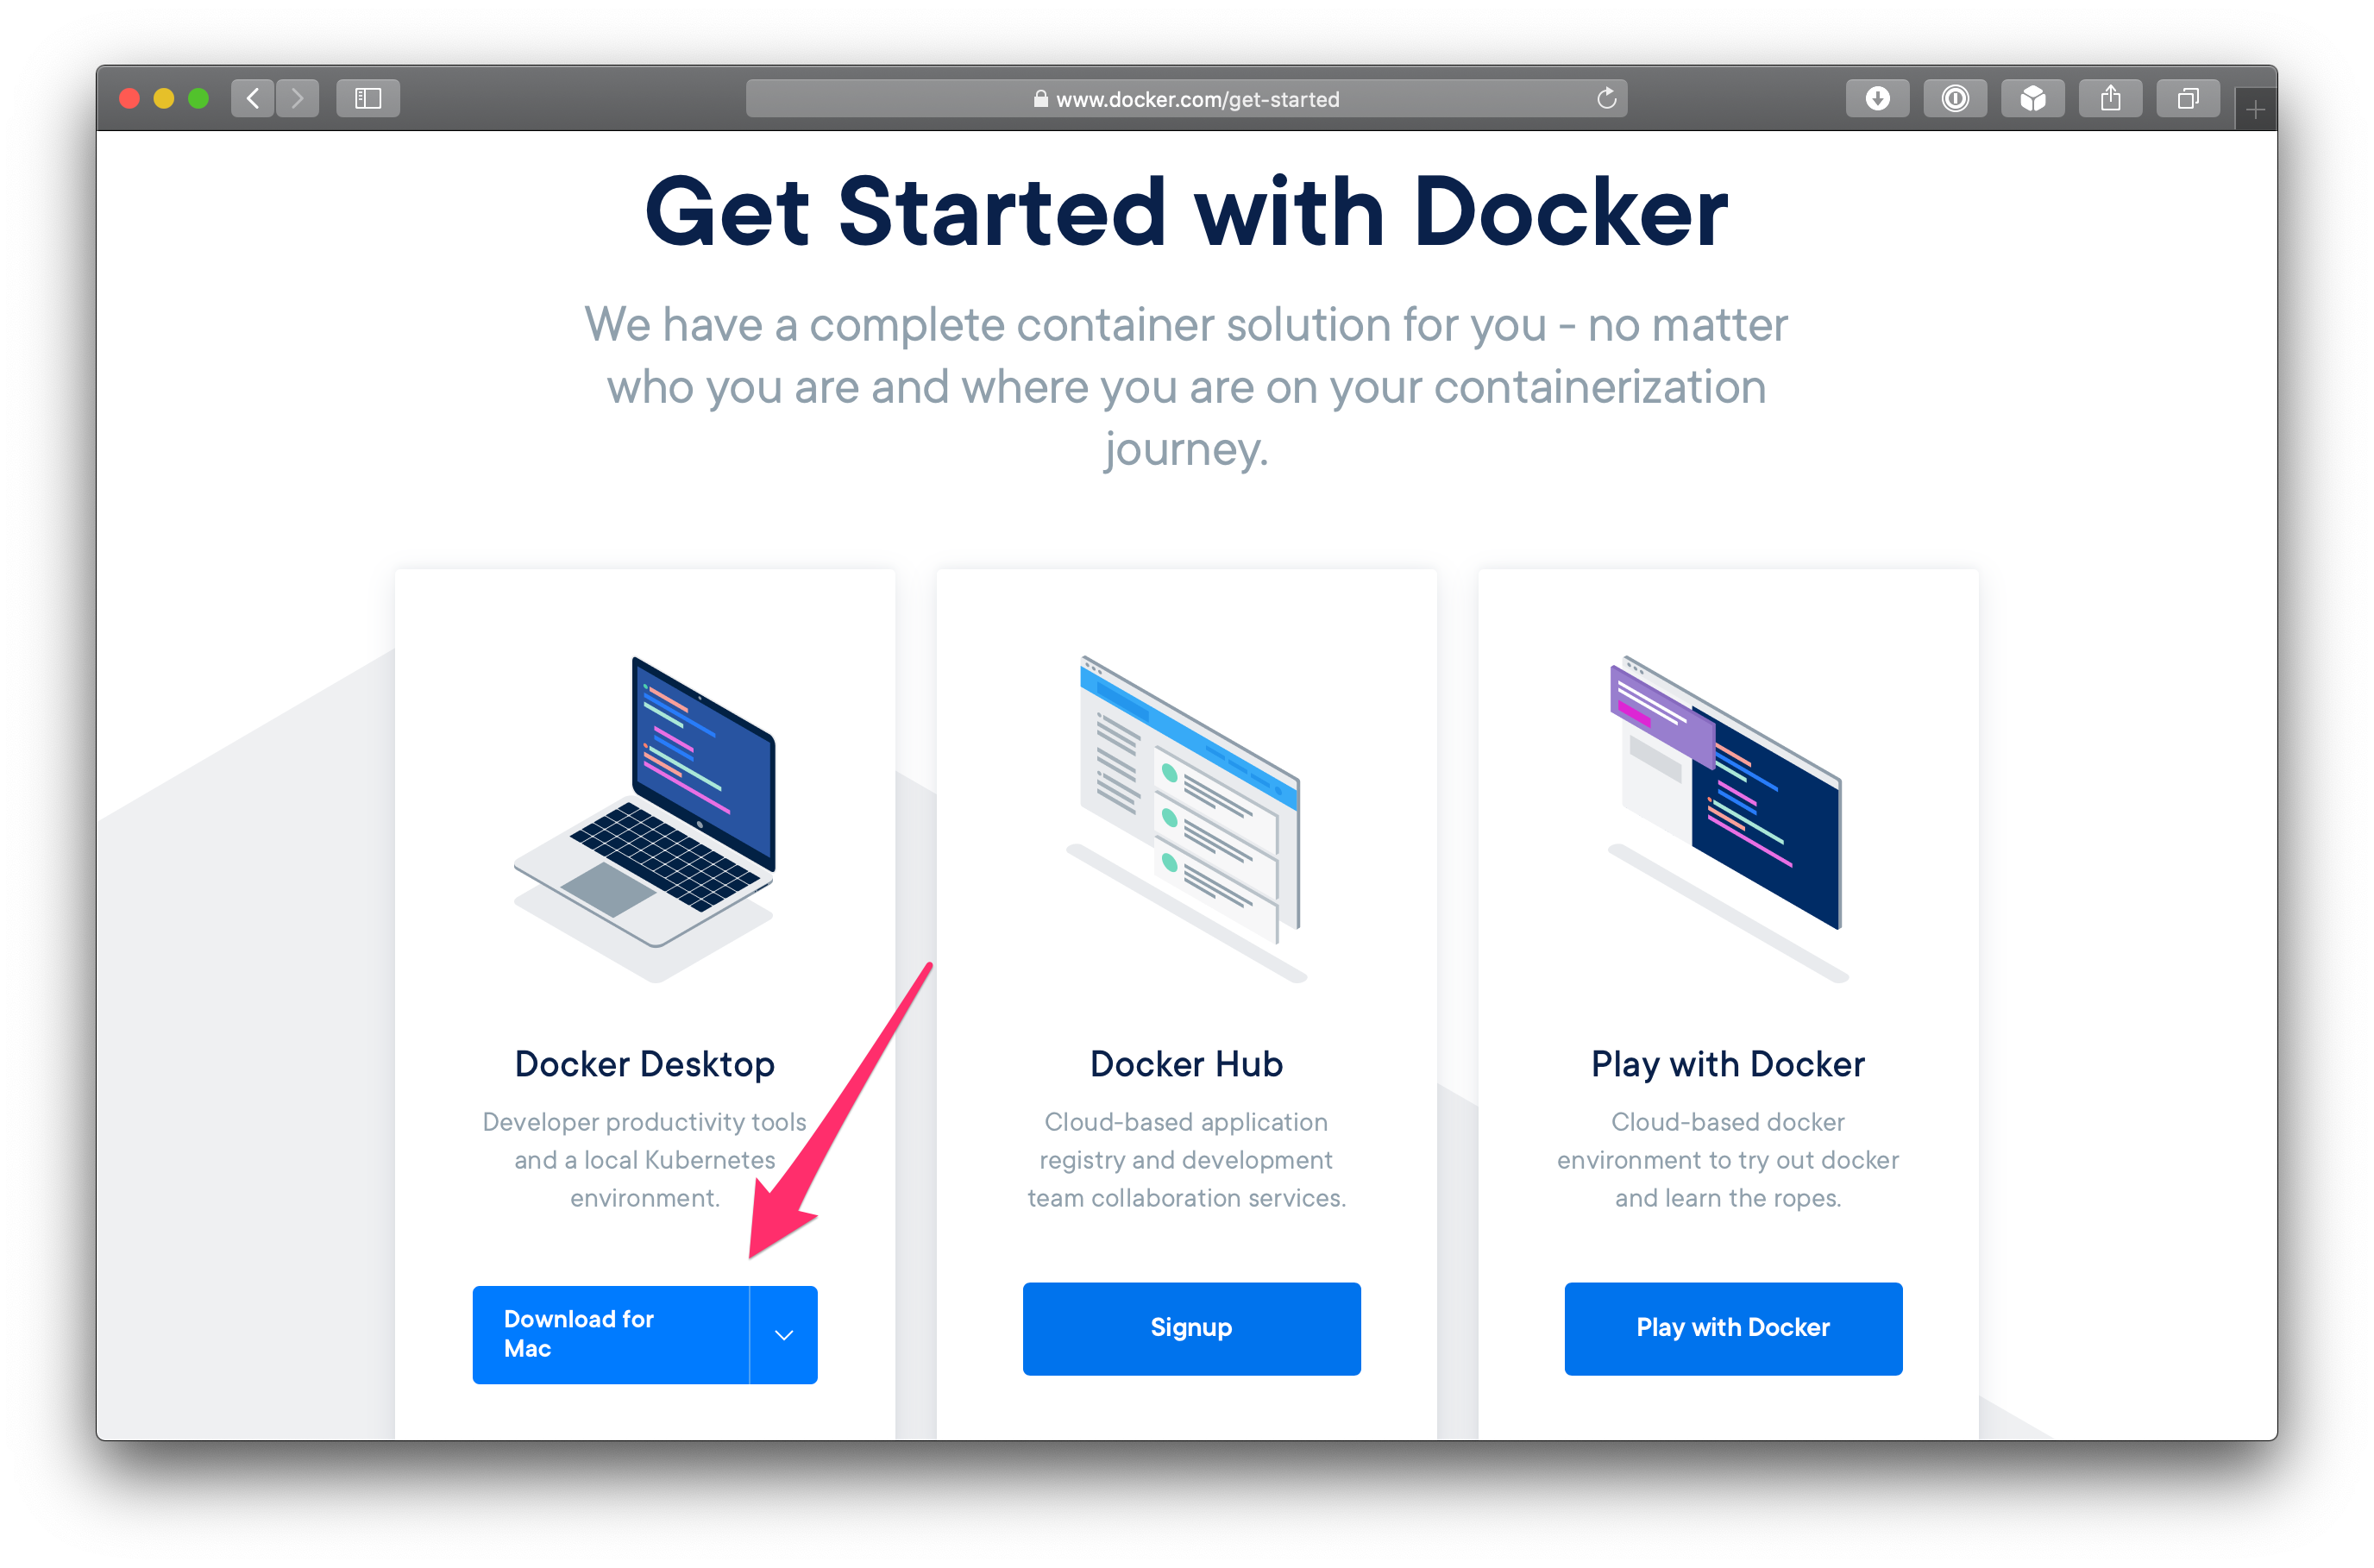 www.docker.com/get-started
Get Started with Docker
We have a complete container solution for you - no matter
who you are and where you are on your containerization
journey.
Docker Desktop
Developer productivity tools
and a local Kubernetes
environment.
Download for
Mac
Docker Hub
Cloud-based application
registry and development
team collaboration services.
Signup
Play with Docker
Cloud-based docker
environment to try out docker
and learn the ropes.
Play with Docker